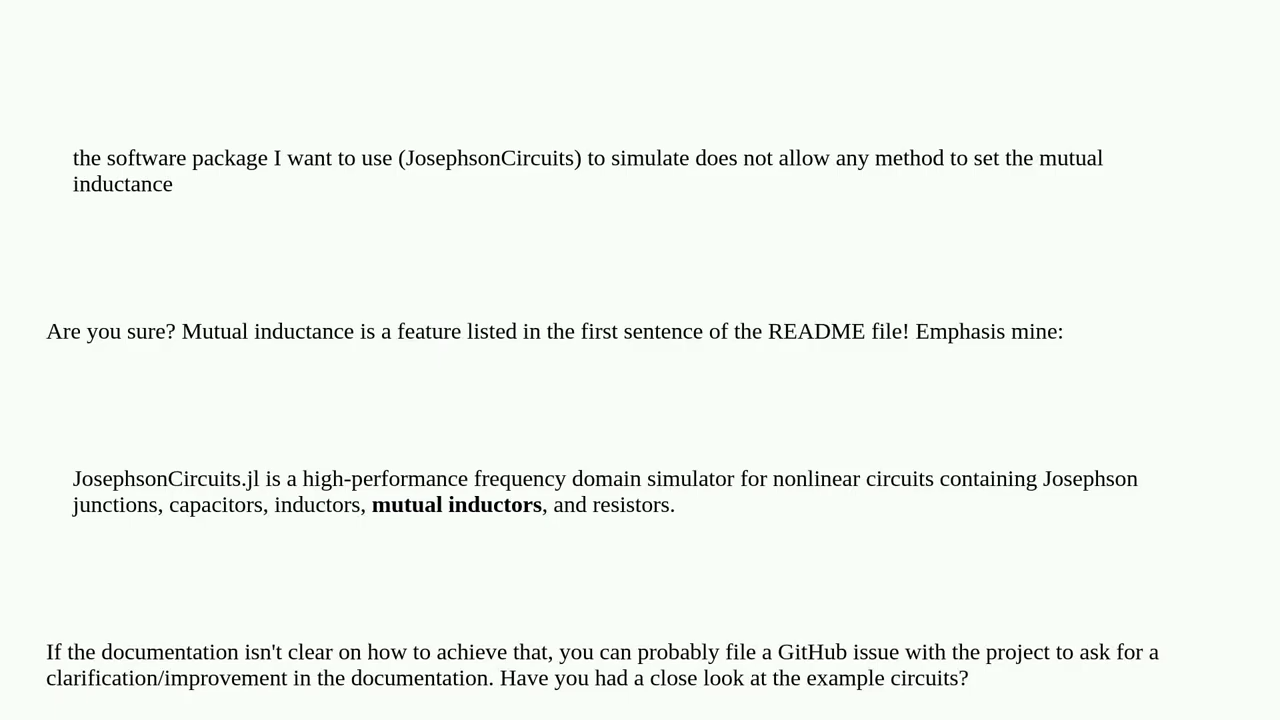 the software package I want to use (JosephsonCircuits) to simulate does not allow any method to set the mutual
inductance
Are you sure? Mutual inductance is a feature listed in the first sentence of the README file! Emphasis mine:
JosephsonCircuits.jl is a high-performance frequency domain simulator for nonlinear circuits containing Josephson
junctions, capacitors, inductors, mutual inductors, and resistors.
If the documentation isn't clear on how to achieve that, you can probably file a GitHub issue with the project to ask for a
clarification/improvement in the documentation. Have you had a close look at the example circuits?